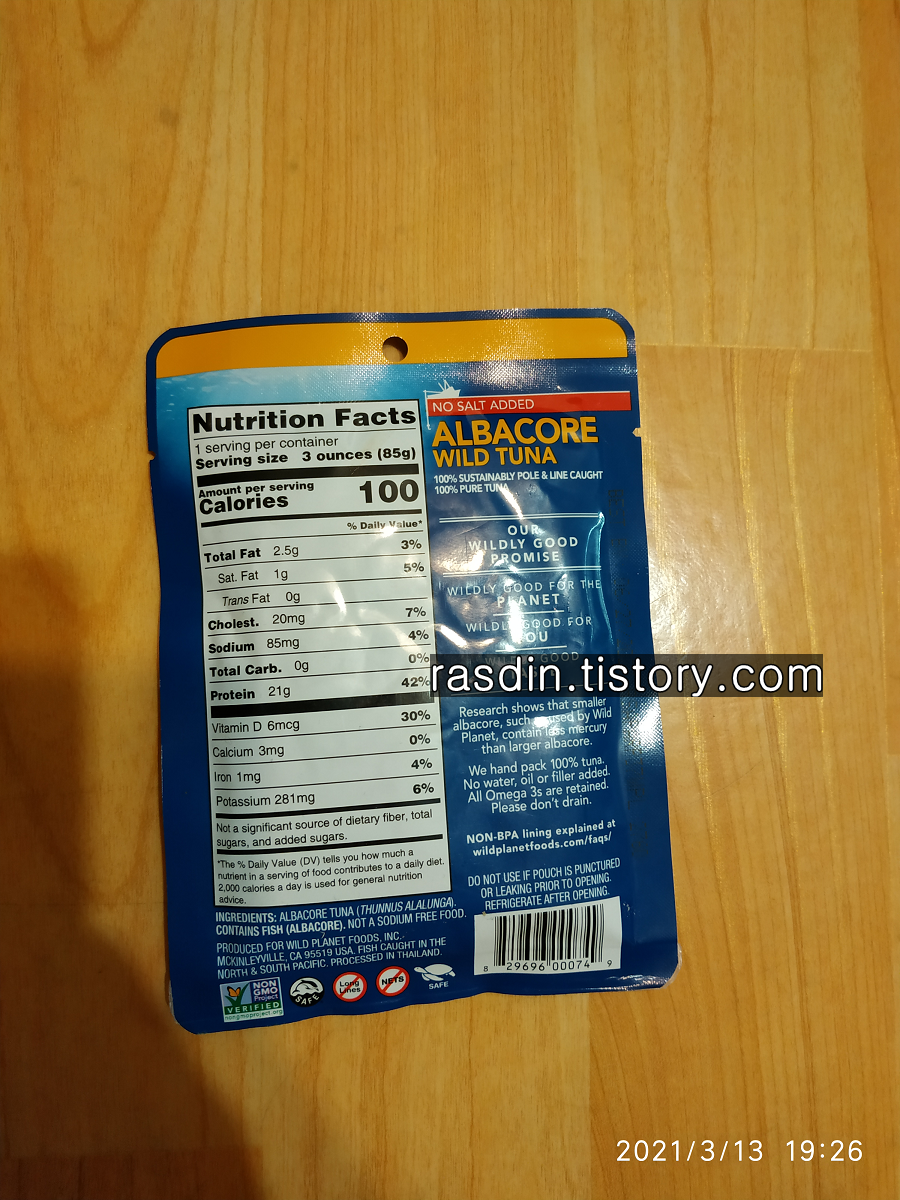 Nutrition Facts
1 serving per container
Serving size 3 ounces (85g)
Amount per serving
Calories 100
% Daily Value*
Total Fat 2.5g 3%
Sat. Fat 1g 5%
Trans Fat 0g
Cholest. 20mg 7%
Sodium 85mg 4%
Total Carb. 0g 0%
Protein 21g 42%
Vitamin D 6mcg 30%
Calcium 3mg 0%
Iron 1mg 4%
Potassium 281mg 6%
Not a significant source of dietary fiber, total
sugars, and added sugars.
*The % Daily Value (DV) tells you how much a
nutrient in a serving of food contributes to a daily diet.
2,000 calories a day is used for general nutrition
advice.
INGREDIENTS: ALBACORE TUNA (THUNNUS ALALUNGA).
CONTAINS FISH (ALBACORE). NOT A SODIUM FREE FOOD.
PRODUCED FOR WILD PLANET FOODS, INC.
MCKINLEYVILLE, CA 95519 USA. FISH CAUGHT IN THE
NORTH & SOUTH PACIFIC. PROCESSED IN THAILAND.
NON
GMO
Project
VERIFIED
nongmoproject.org
SAFE
Long
Lines
NETS
SAFE
NO SALT ADDED
ALBACORE
WILD TUNA
100% SUSTAINABLY POLE & LINE CAUGHT
100% PURE TUNA
OUR
WILDLY GOOD
PROMISE
WILDLY GOOD FOR THE
PLANET
WILDLY GOOD FOR
YOU
GOOD
rasdin.tistory.com
Research shows that smaller
albacore, such as used by Wild
Planet, contain less mercury
than larger albacore.
We hand pack 100% tuna.
No water, oil or filler added.
All Omega 3s are retained.
Please don't drain.
NON-BPA lining explained at
wildplanetfoods.com/faqs/
DO NOT USE IF POUCH IS PUNCTURED
OR LEAKING PRIOR TO OPENING.
REFRIGERATE AFTER OPENING.
8 29696 00074 9
2021/3/13 19:26